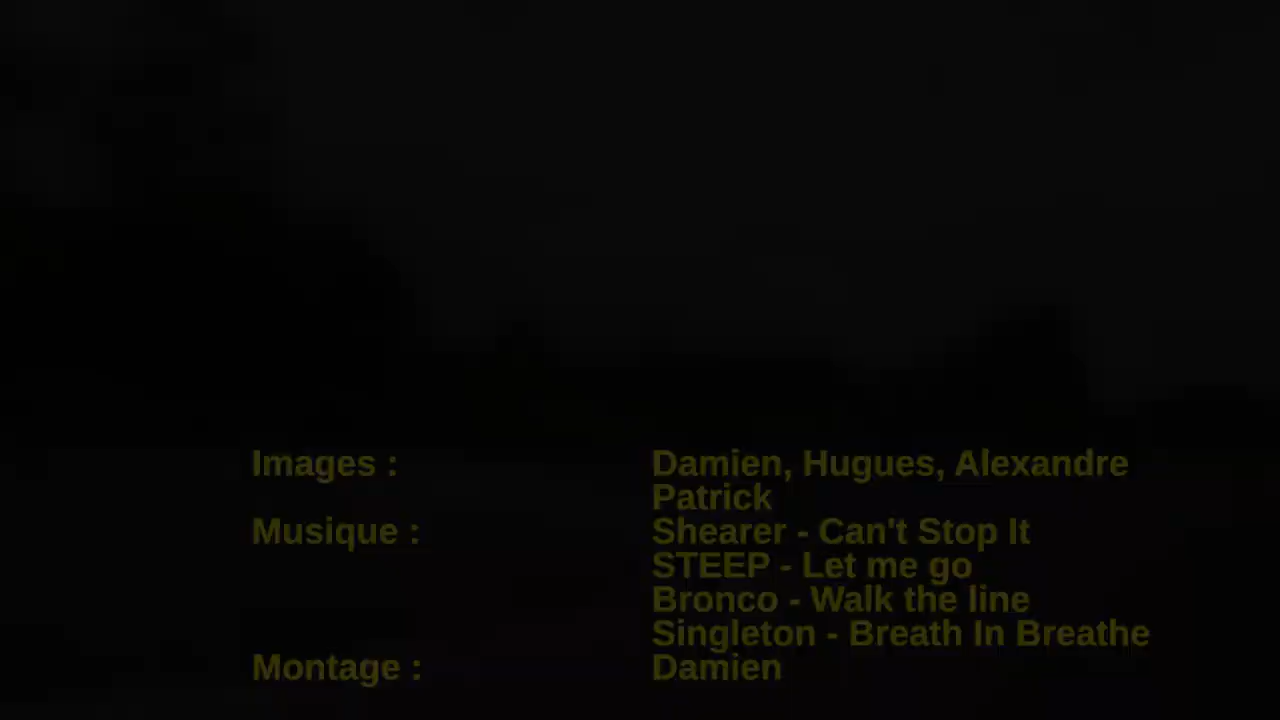 Images : Damien, Hugues, Alexandre
Patrick
Musique : Shearer - Can't Stop It
STEEP - Let me go
Bronco - Walk the line
Singleton - Breath In Breathe
Montage : Damien